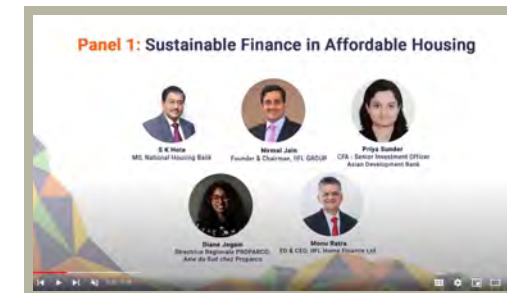 Panel 1: Sustainable Finance in Affordable Housing
S K Hota
MD, National Housing Bank
Nirmal Jain
Founder & Chairman, IIFL GROUP
Priya Sunder
CFA - Senior Investment Officer
Asian Development Bank
Diane Jegam
Directrice Regionale PROPARCO,
Asie du Sud chez Proparco
Monu Ratra
ED & CEO, IIFL Home Finance Ltd